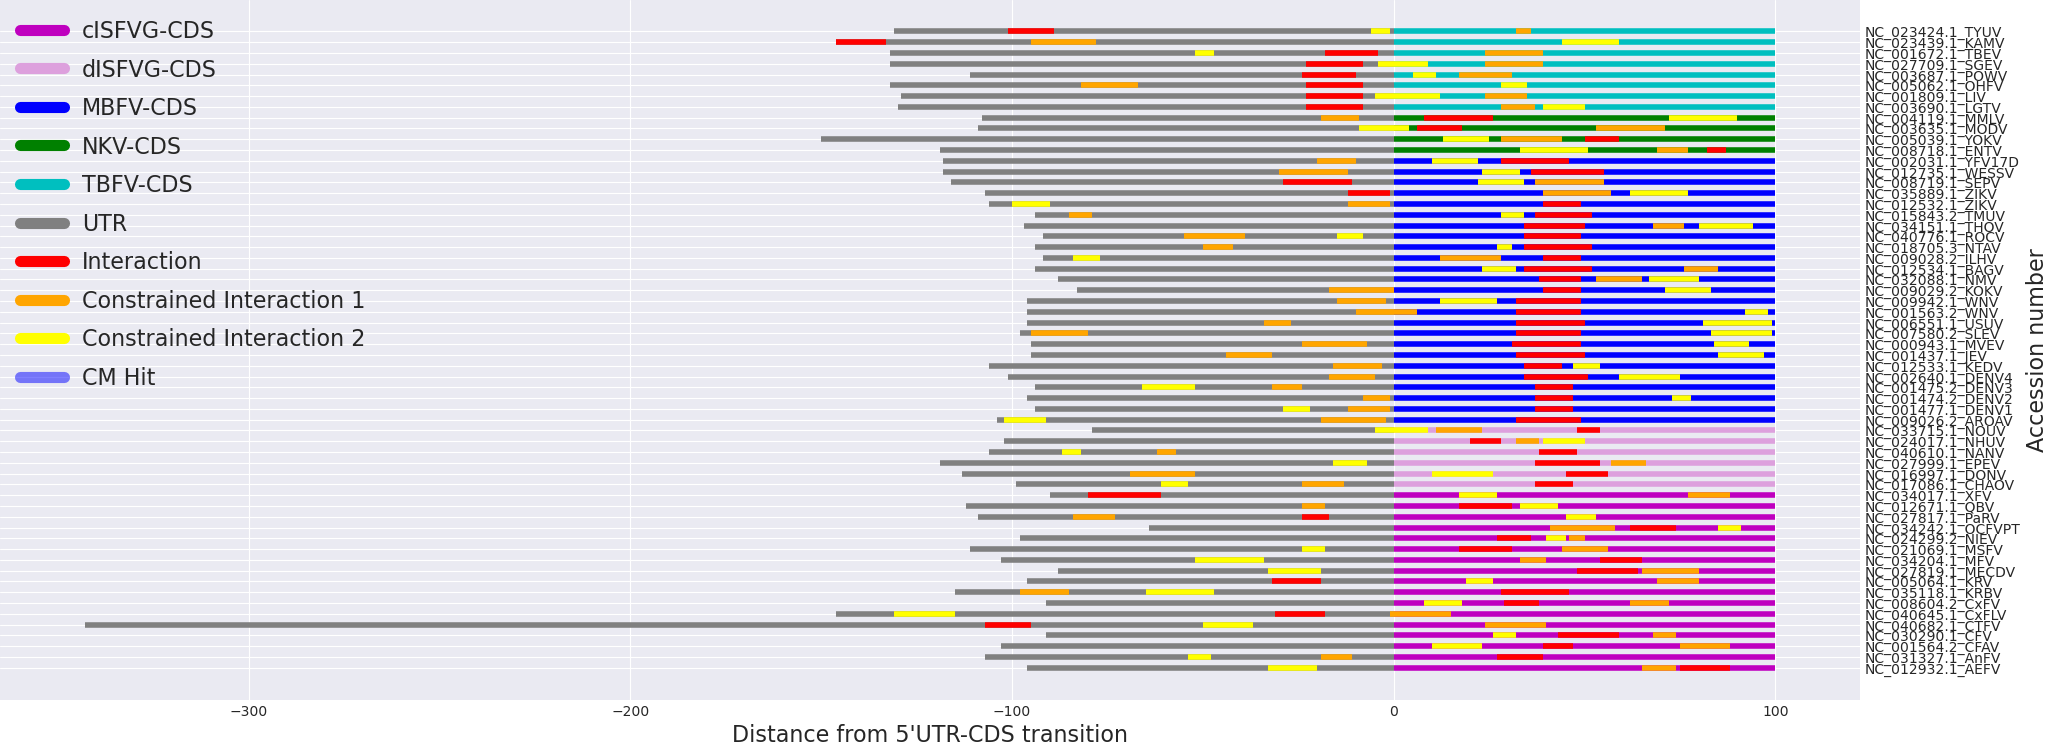 cISFVG-CDS
dISFVG-CDS
MBFV-CDS
NKV-CDS
TBFV-CDS
UTR
Interaction
Constrained Interaction 1
Constrained Interaction 2
CM Hit
NC_023424.1_TYUV
NC_023439.1_KAMV
NC_001672.1_TBEV
NC_027709.1_SGEV
NC_003687.1_POWV
NC_005062.1_OHFV
NC_001809.1_LIV
NC_003690.1_LGTV
NC_004119.1_MMLV
NC_003635.1_MODV
NC_005039.1_YOKV
NC_008718.1_ENTV
NC_002031.1_YFV17D
NC_012735.1_WESSV
NC_008719.1_SEPV
NC_035889.1_ZIKV
NC_012532.1_ZIKV
NC_015843.2_TMUV
NC_034151.1_THOV
NC_040776.1_ROCV
NC_018705.3_NTAV
NC_009028.2_ILHV
NC_012534.1_BAGV
NC_032088.1_NMV
NC_009029.2_KOKV
NC_009942.1_WNV
NC_001563.2_WNV
NC_006551.1_USUV
NC_007580.2_SLEV
NC_000943.1_MVEV
NC_001437.1_JEV
NC_012533.1_KEDV
NC_002640.1_DENV4
NC_001475.2_DENV3
NC_001474.2_DENV2
NC_001477.1_DENV1
NC_009026.2_AROAV
NC_033715.1_NOUV
NC_024017.1_NHUV
NC_040610.1_NANV
NC_027999.1_EPEV
NC_016997.1_DONV
NC_017086.1_CHAOV
NC_034017.1_XFV
NC_012671.1_QBV
NC_027817.1_PaRV
NC_034242.1_OCFVPT
NC_024299.2_NIEV
NC_021069.1_MSFV
NC_034204.1_MFV
NC_027819.1_MECDV
NC_005064.1_KRV
NC_035118.1_KRBV
NC_008604.2_CxFV
NC_040645.1_CxFLV
NC_040682.1_CTFV
NC_030290.1_CFV
NC_001564.2_CFAV
NC_031327.1_AnFV
NC_012932.1_AEFV
Accession number
−300
−200
−100
0
100
Distance from 5'UTR-CDS transition